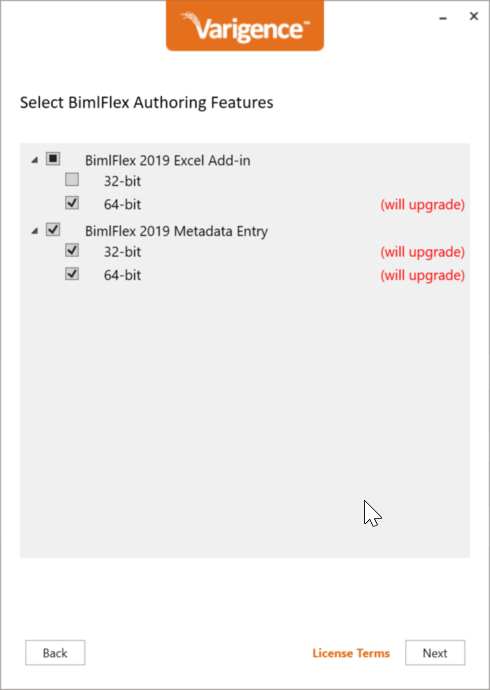 Varigence™
Select BimlFlex Authoring Features
BimlFlex 2019 Excel Add-in
32-bit
64-bit (will upgrade)
BimlFlex 2019 Metadata Entry
32-bit (will upgrade)
64-bit (will upgrade)
Back License Terms Next